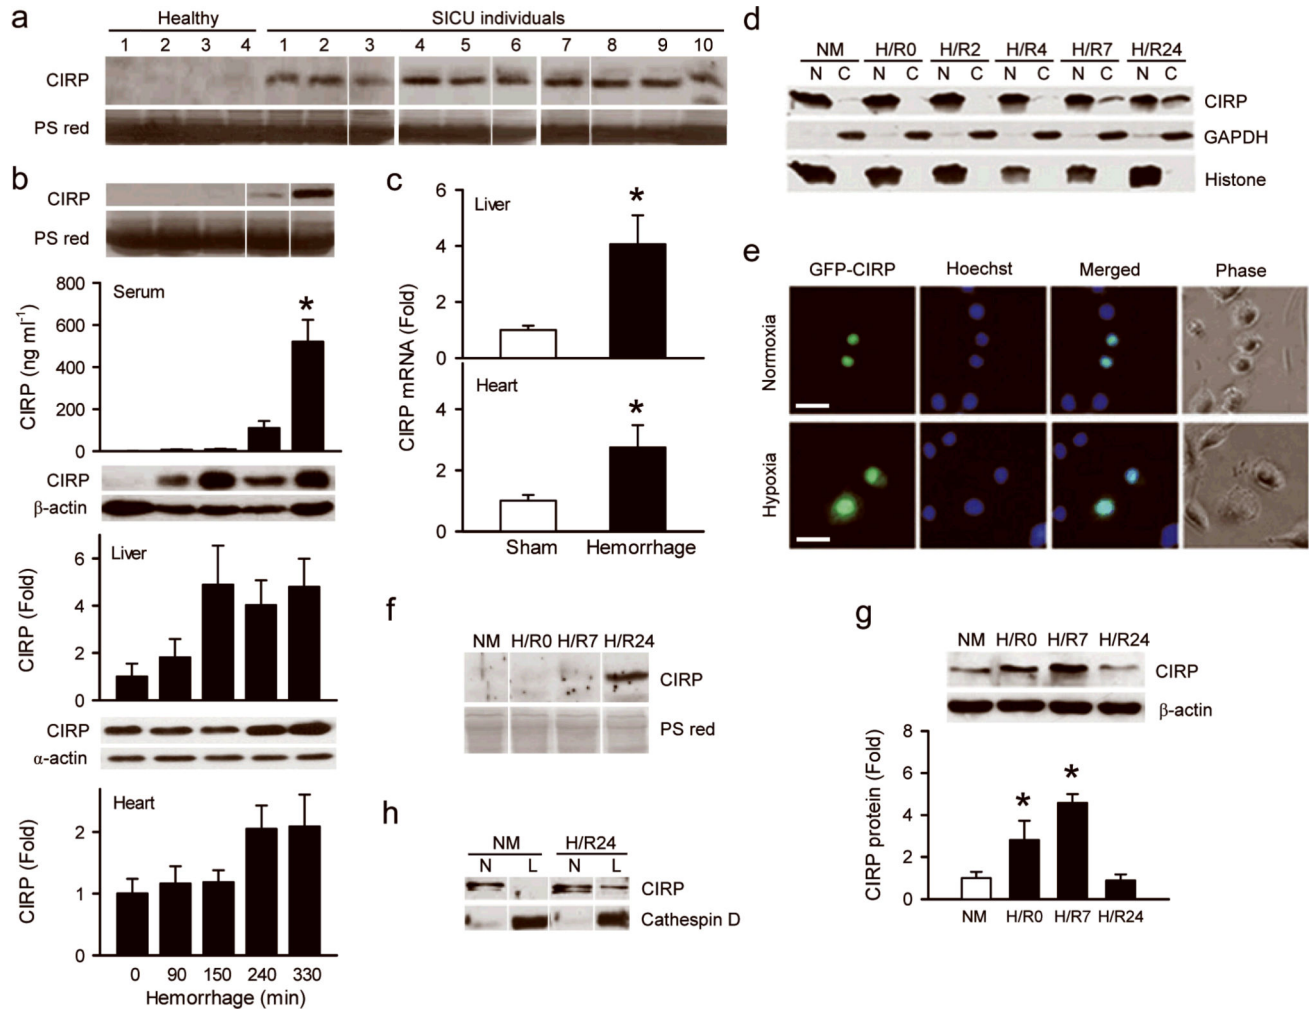 a
Healthy SICU individuals
1 2 3 4 1 2 3 4 5 6 7 8 9 10
CIRP
PS red
b
CIRP
PS red
Serum
CIRP (ng ml⁻¹)
800
600
400
200
0
*
CIRP
β-actin
Liver
CIRP (Fold)
6
4
2
0
CIRP
α-actin
Heart
CIRP (Fold)
2
1
0
0 90 150 240 330
Hemorrhage (min)
c
CIRP mRNA (Fold)
Liver
6
4
2
0
*
Heart
4
2
0
*
Sham Hemorrhage
d
NM H/R0 H/R2 H/R4 H/R7 H/R24
N C N C N C N C N C N C
CIRP
GAPDH
Histone
e
GFP-CIRP Hoechst Merged Phase
Normoxia
Hypoxia
f
NM H/R0 H/R7 H/R24
CIRP
PS red
g
NM H/R0 H/R7 H/R24
CIRP
β-actin
CIRP protein (Fold)
8
6
4
2
0
* *
NM H/R0 H/R7 H/R24
h
NM H/R24
N L N L
CIRP
Cathespin D